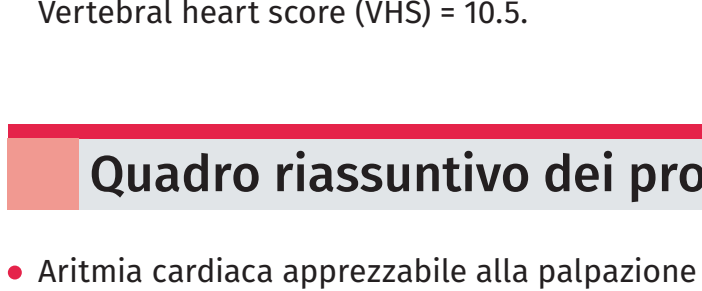 Vertebral heart score (VHS) = 10.5.
Quadro riassuntivo dei pro
Aritmia cardiaca apprezzabile alla palpazione